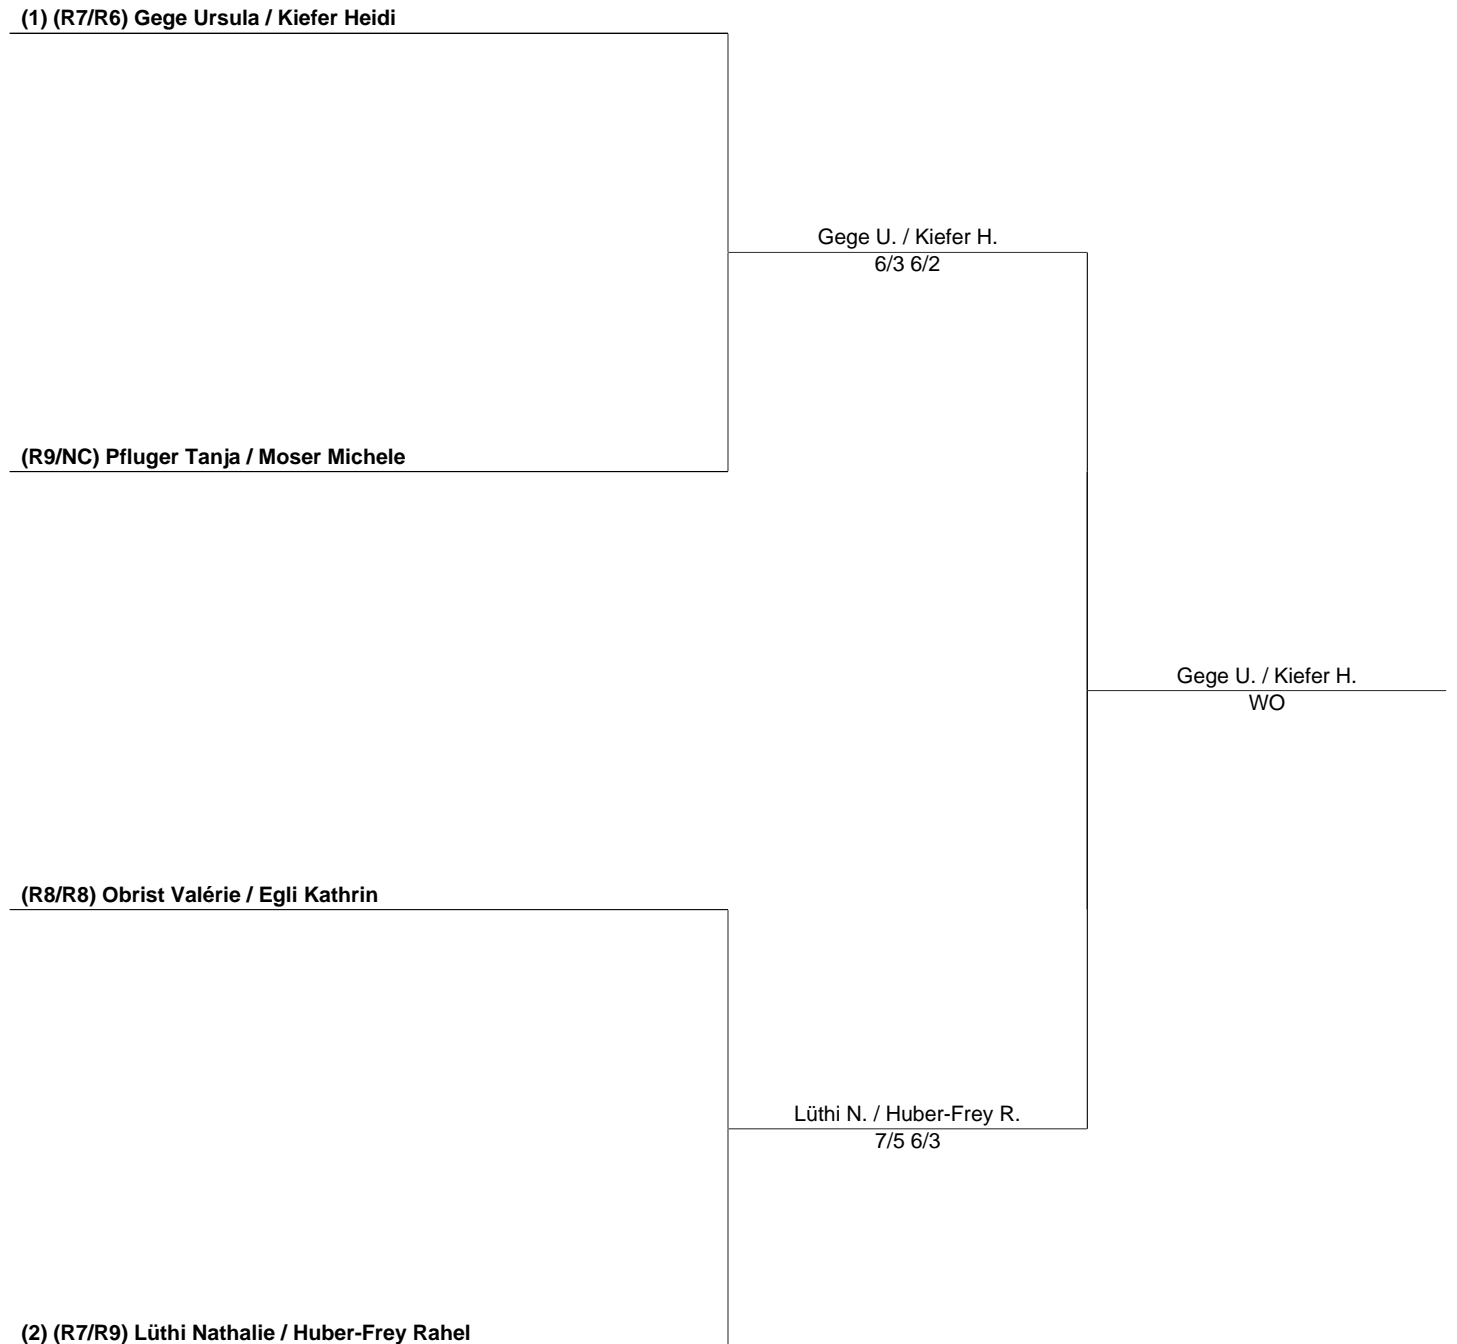 (1) (R7/R6) Gege Ursula / Kiefer Heidi
Gege U. / Kiefer H.
6/3 6/2
(R9/NC) Pfluger Tanja / Moser Michele
Gege U. / Kiefer H.
WO
(R8/R8) Obrist Valérie / Egli Kathrin
Lüthi N. / Huber-Frey R.
7/5 6/3
(2) (R7/R9) Lüthi Nathalie / Huber-Frey Rahel